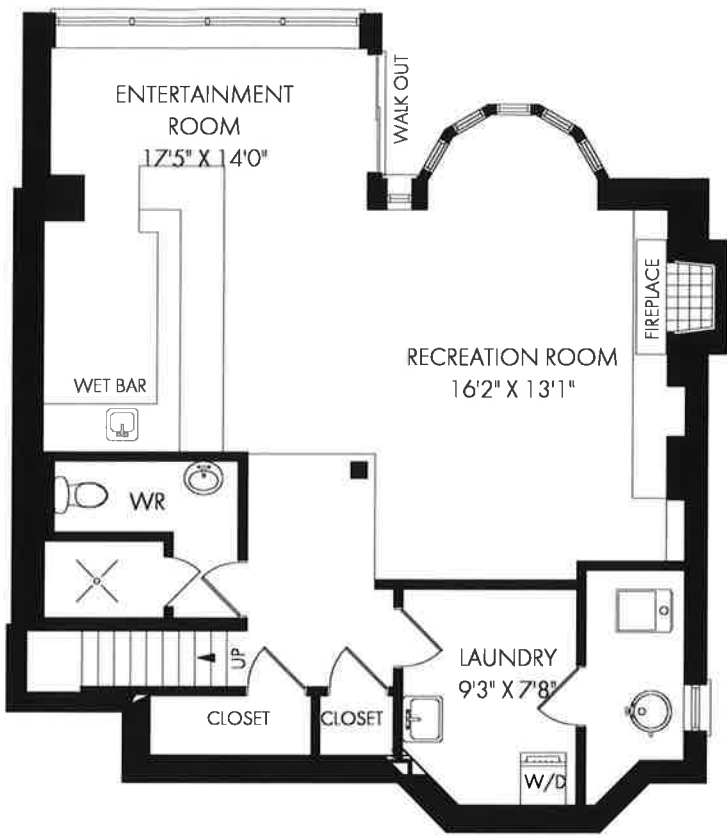 ENTERTAINMENT
ROOM
17'5" X 14'0"
WALK OUT
FIREPLACE
RECREATION ROOM
16'2" X 13'1"
WET BAR
WR
UP
LAUNDRY
9'3" X 7'8"
CLOSET
CLOSET
W/D